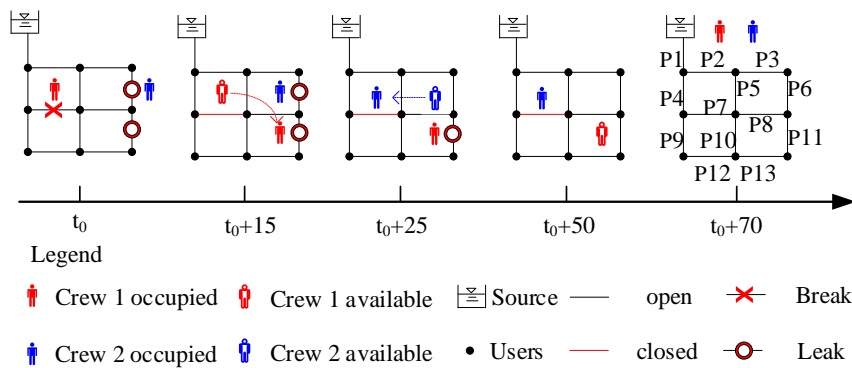 P1 P2 P3
P4 P5 P6
P7 P8
P9 P10 P11
P12 P13
t0 t0+15 t0+25 t0+50 t0+70
Legend
Crew 1 occupied Crew 1 available Source open Break
Crew 2 occupied Crew 2 available Users closed Leak